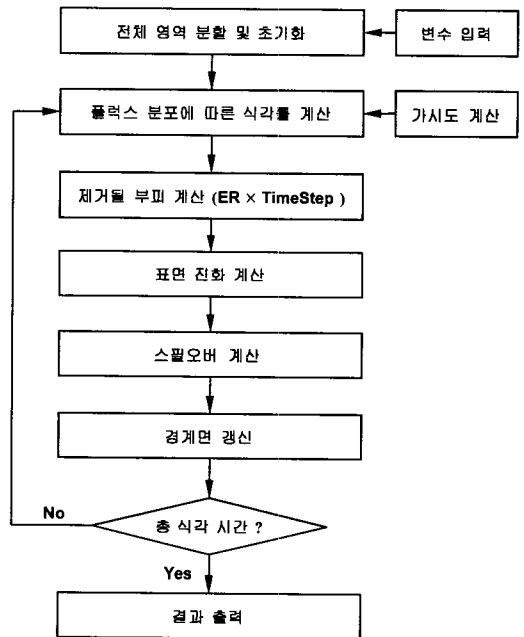 전체 영역 분할 및 초기화
변수 입력
플럭스 분포에 따른 식각률 계산
가시도 계산
제거될 부피 계산 (ER × TimeStep )
표면 진화 계산
스필오버 계산
경계면 갱신
총 식각 시간 ?
No
Yes
결과 출력